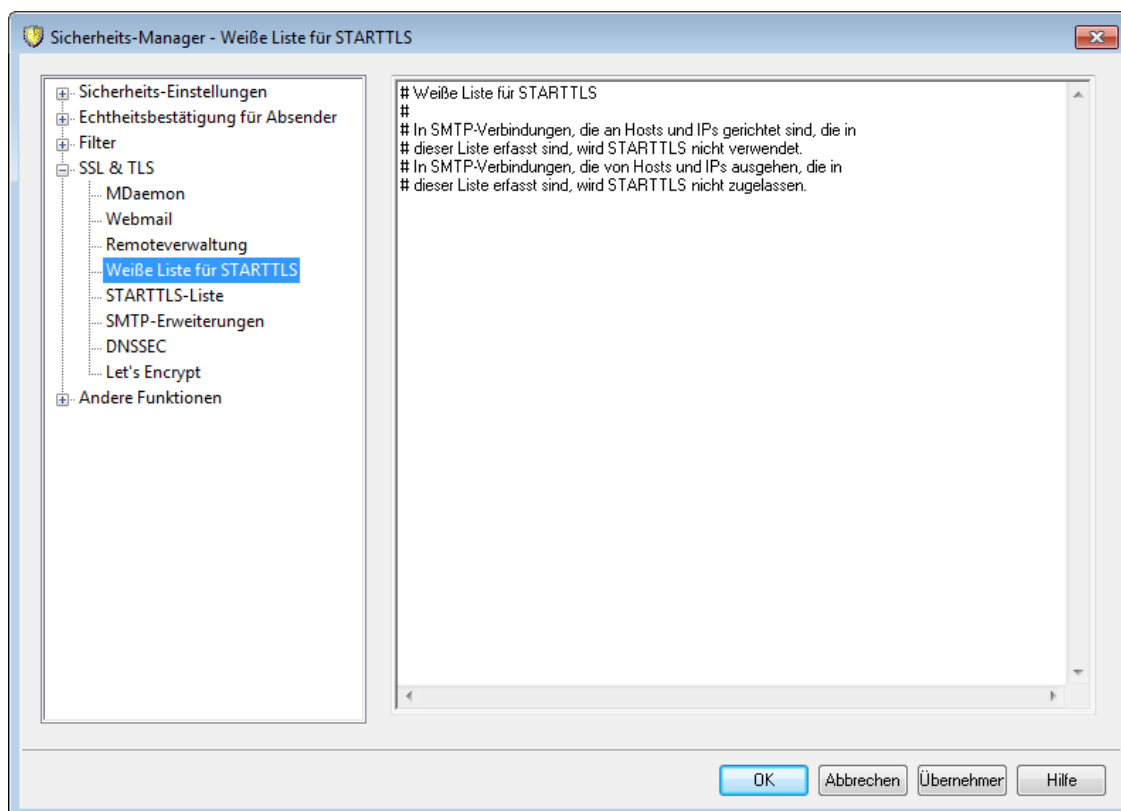 Sicherheits-Manager - Weiße Liste für STARTTLS
Sicherheits-Einstellungen
Echtheitsbestätigung für Absender
Filter
SSL & TLS
MDaemon
Webmail
Remoteverwaltung
Weiße Liste für STARTTLS
STARTTLS-Liste
SMTP-Erweiterungen
DNSSEC
Let's Encrypt
Andere Funktionen
# Weiße Liste für STARTTLS
#
# In SMTP-Verbindungen, die an Hosts und IPs gerichtet sind, die in
# dieser Liste erfasst sind, wird STARTTLS nicht verwendet.
# In SMTP-Verbindungen, die von Hosts und IPs ausgehen, die in
# dieser Liste erfasst sind, wird STARTTLS nicht zugelassen.
OK
Abbrechen
Übernehmer
Hilfe